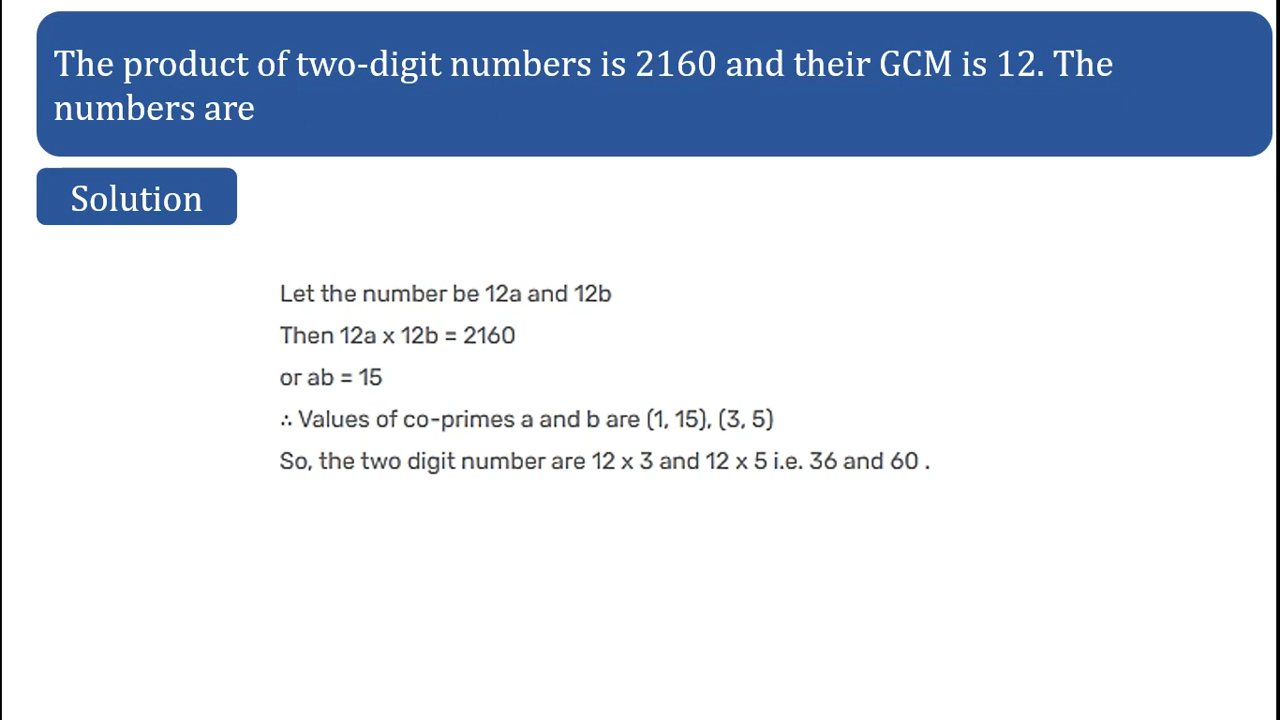 The product of two-digit numbers is 2160 and their GCM is 12. The
numbers are
Solution
Let the number be 12a and 12b
Then 12a x 12b = 2160
or ab = 15
∴ Values of co-primes a and b are (1, 15), (3, 5)
So, the two digit number are 12 x 3 and 12 x 5 i.e. 36 and 60 .